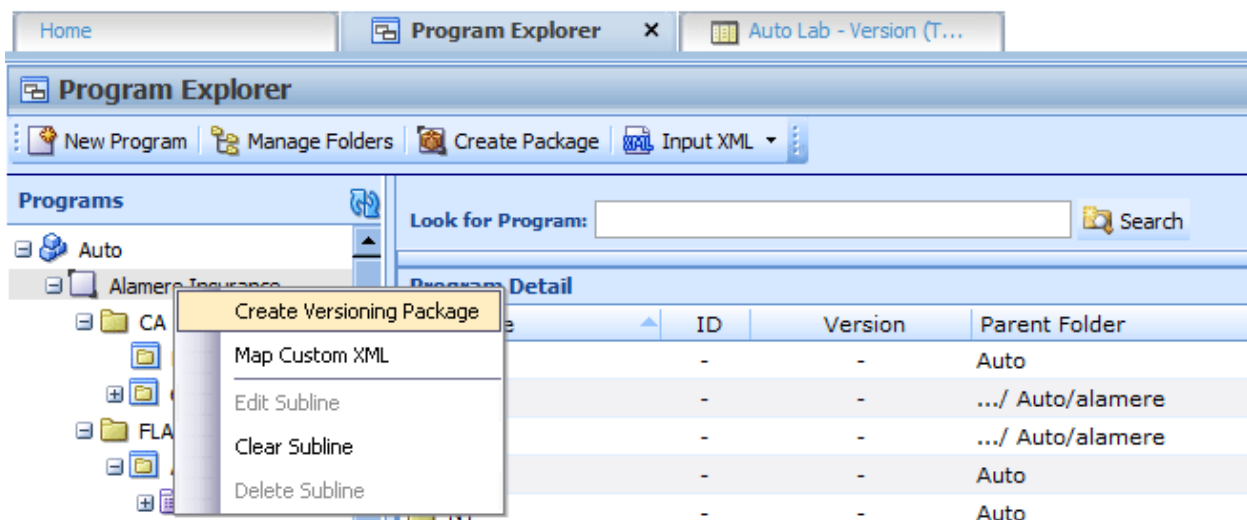 Home
Program Explorer
Auto Lab - Version (T...
Program Explorer
New Program
Manage Folders
Create Package
XML
Input XML
Programs
Look for Program:
Search
Auto
Alamere Insurance
Program Detail
ID
Version
Parent Folder
CA
FLA
Create Versioning Package
Map Custom XML
Edit Subline
Clear Subline
Delete Subline
- - Auto
- - .../ Auto/alamere
- - .../ Auto/alamere
- - Auto
- - Auto